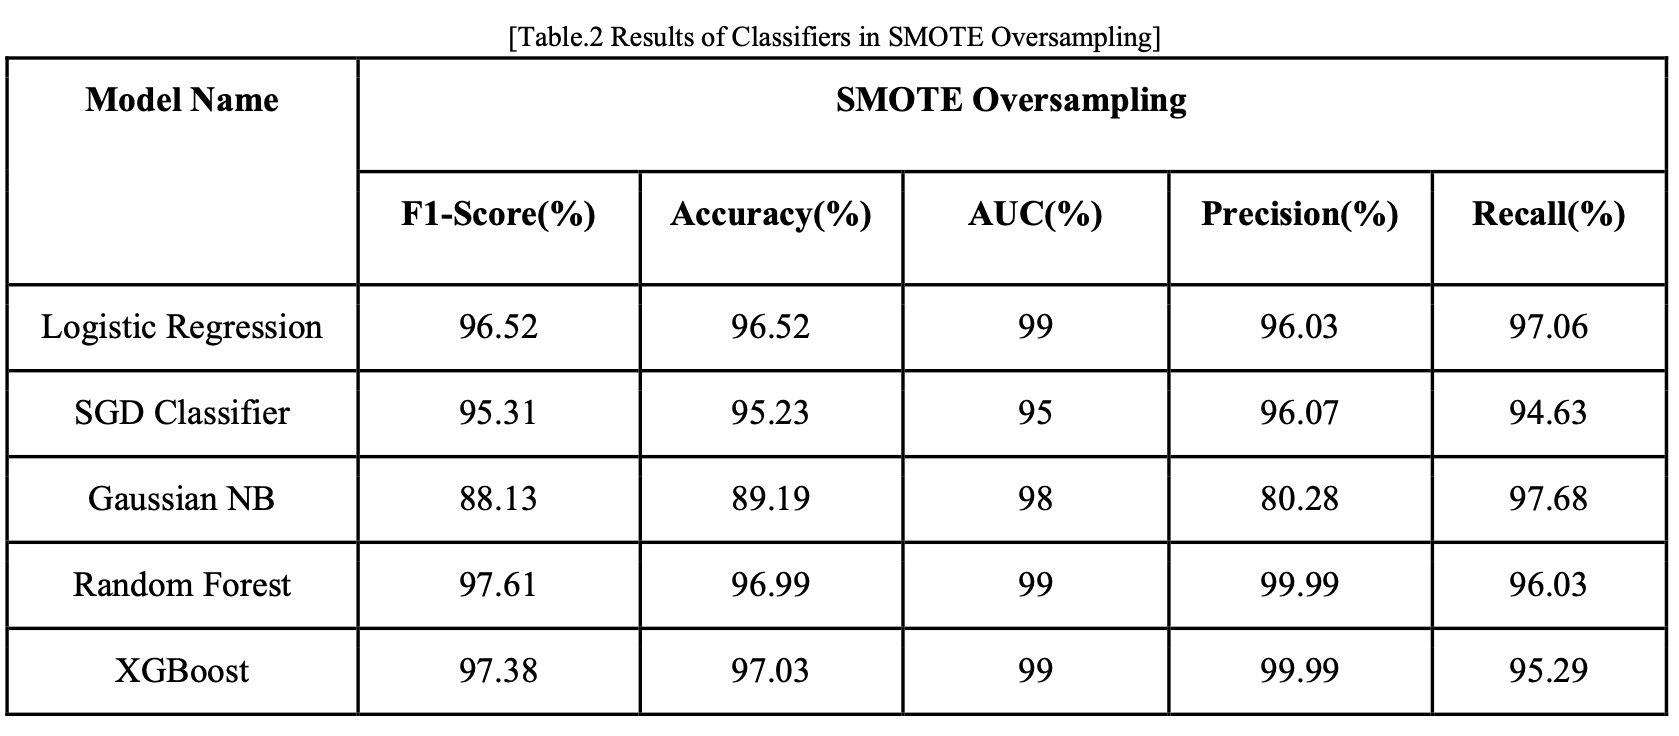 [Table.2 Results of Classifiers in SMOTE Oversampling]
Model Name SMOTE Oversampling
F1-Score(%) Accuracy(%) AUC(%) Precision(%) Recall(%)
Logistic Regression 96.52 96.52 99 96.03 97.06
SGD Classifier 95.31 95.23 95 96.07 94.63
Gaussian NB 88.13 89.19 98 80.28 97.68
Random Forest 97.61 96.99 99 99.99 96.03
XGBoost 97.38 97.03 99 99.99 95.29